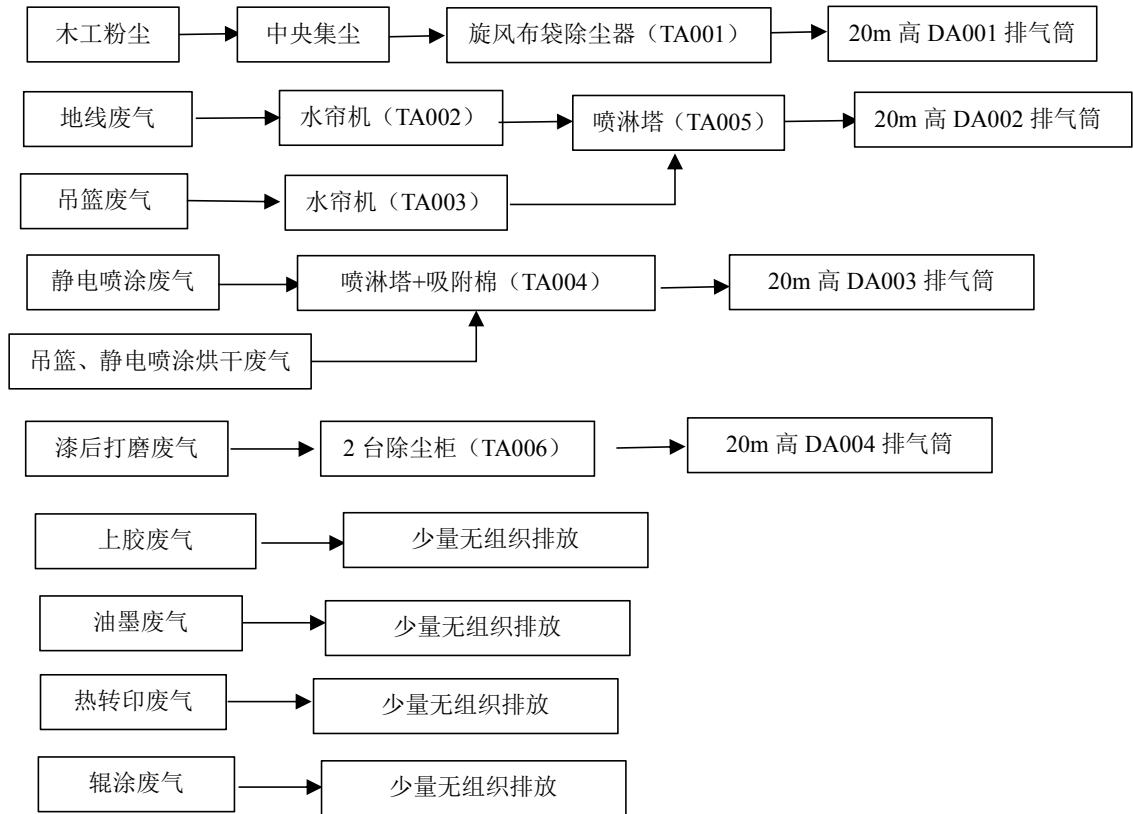 木工粉尘
中央集尘
旋风布袋除尘器（TA001）
20m 高 DA001 排气筒
地线废气
水帘机（TA002）
喷淋塔（TA005）
20m 高 DA002 排气筒
吊篮废气
水帘机（TA003）
静电喷涂废气
喷淋塔+吸附棉（TA004）
20m 高 DA003 排气筒
吊篮、静电喷涂烘干废气
漆后打磨废气
2 台除尘柜（TA006）
20m 高 DA004 排气筒
上胶废气
少量无组织排放
油墨废气
少量无组织排放
热转印废气
少量无组织排放
辊涂废气
少量无组织排放